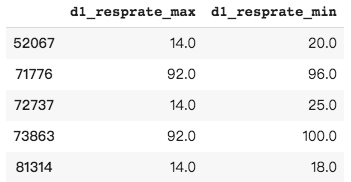 d1_resprate_max d1_resprate_min
52067 14.0 20.0
71776 92.0 96.0
72737 14.0 25.0
73863 92.0 100.0
81314 14.0 18.0